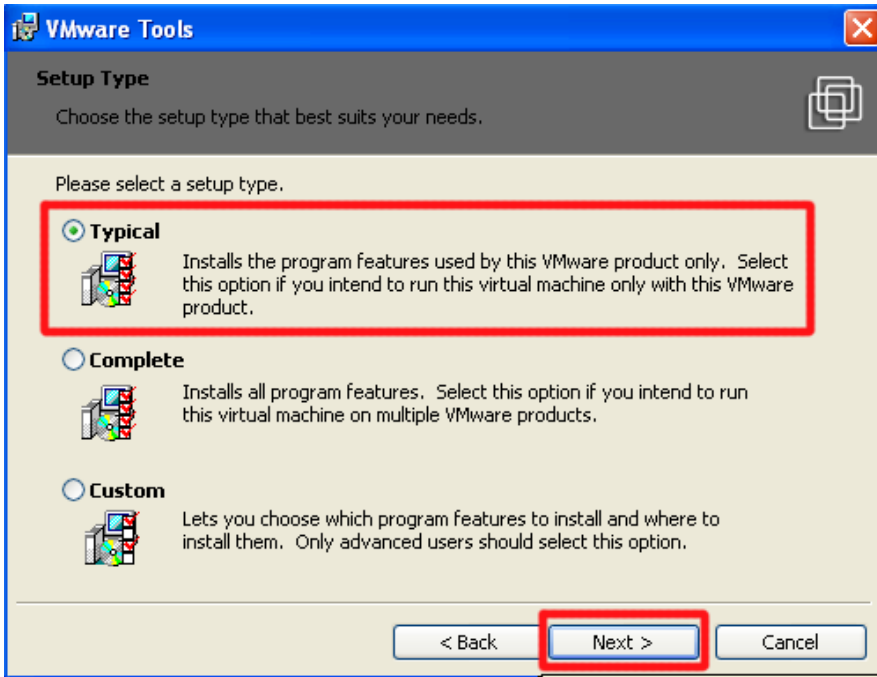 VMware Tools
Setup Type
Choose the setup type that best suits your needs.
Please select a setup type.
Typical
Installs the program features used by this VMware product only.  Select
this option if you intend to run this virtual machine only with this VMware
product.
Complete
Installs all program features.  Select this option if you intend to run
this virtual machine on multiple VMware products.
Custom
Lets you choose which program features to install and where to
install them.  Only advanced users should select this option.
< Back
Next >
Cancel